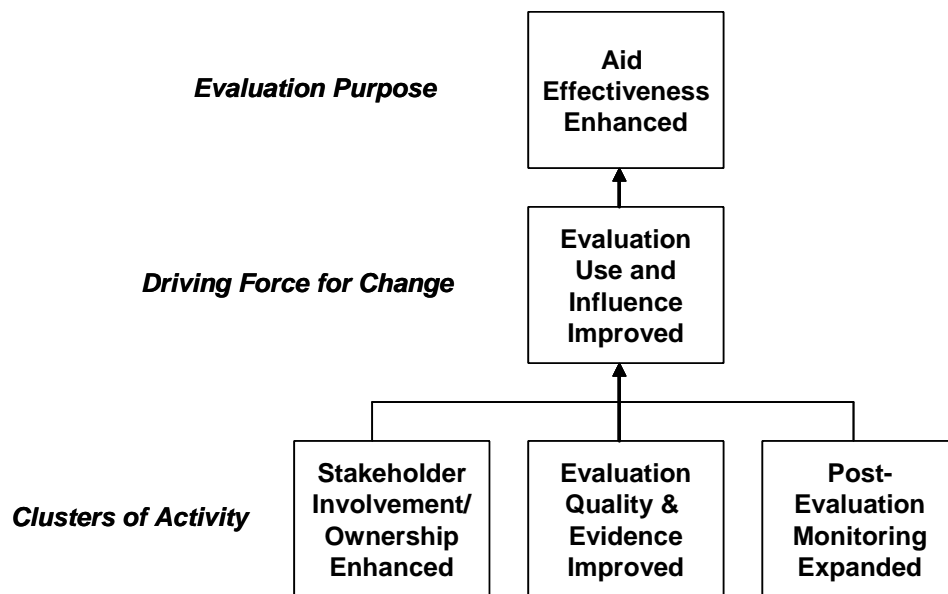 Evaluation Purpose
Aid
Effectiveness
Enhanced
Driving Force for Change
Evaluation
Use and
Influence
Improved
Clusters of Activity
Stakeholder
Involvement/
Ownership
Enhanced
Evaluation
Quality &
Evidence
Improved
Post-
Evaluation
Monitoring
Expanded